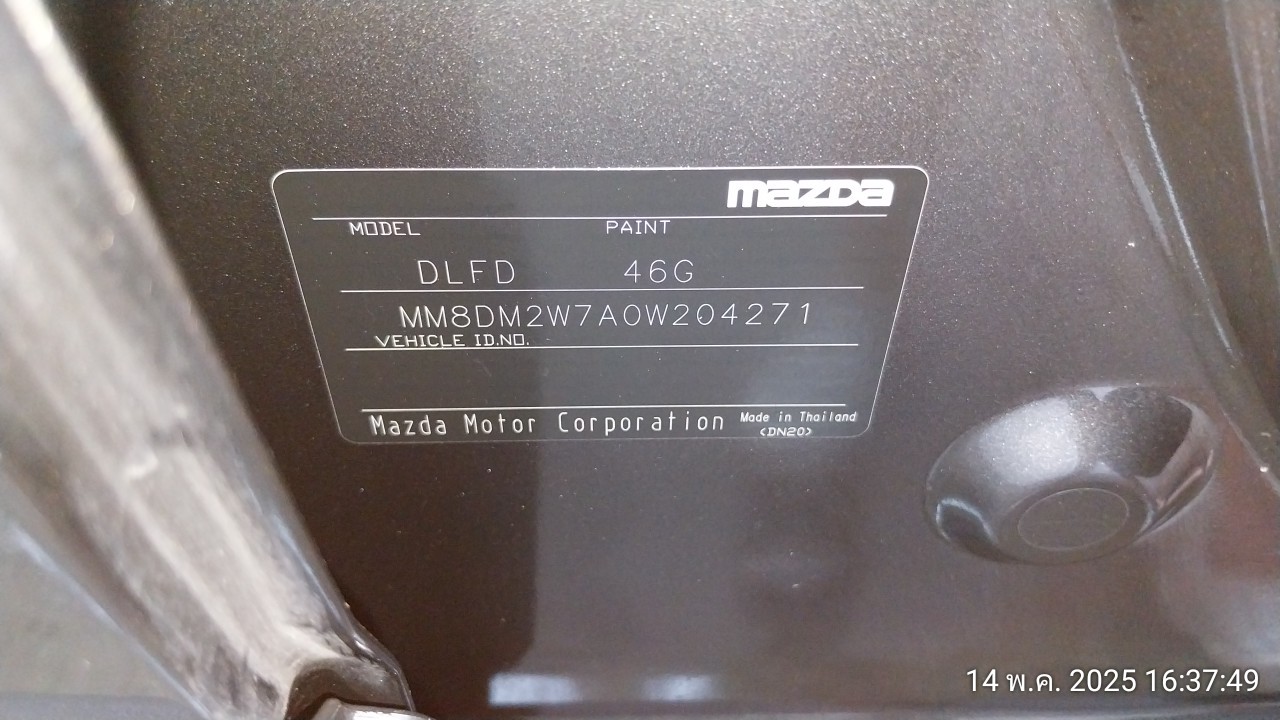 mazda
MODEL PAINT
DLFD 46G
MM8DM2W7A0W204271
VEHICLE ID.NO.
Mazda Motor Corporation Made in Thailand
<DN20>
14 พ.ค. 2025 16:37:49